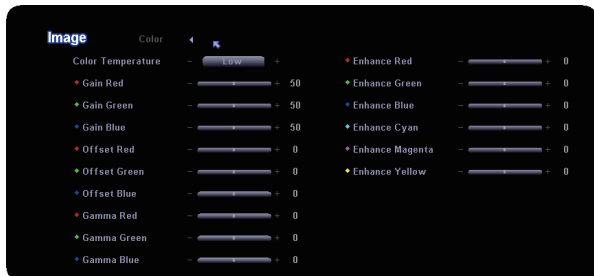 Image
Color
Color Temperature - Low +
Gain Red - + 50
Gain Green - + 50
Gain Blue - + 50
Offset Red - + 0
Offset Green - + 0
Offset Blue - + 0
Gamma Red - + 0
Gamma Green - + 0
Gamma Blue - + 0
Enhance Red - + 0
Enhance Green - + 0
Enhance Blue - + 0
Enhance Cyan - + 0
Enhance Magenta - + 0
Enhance Yellow - + 0